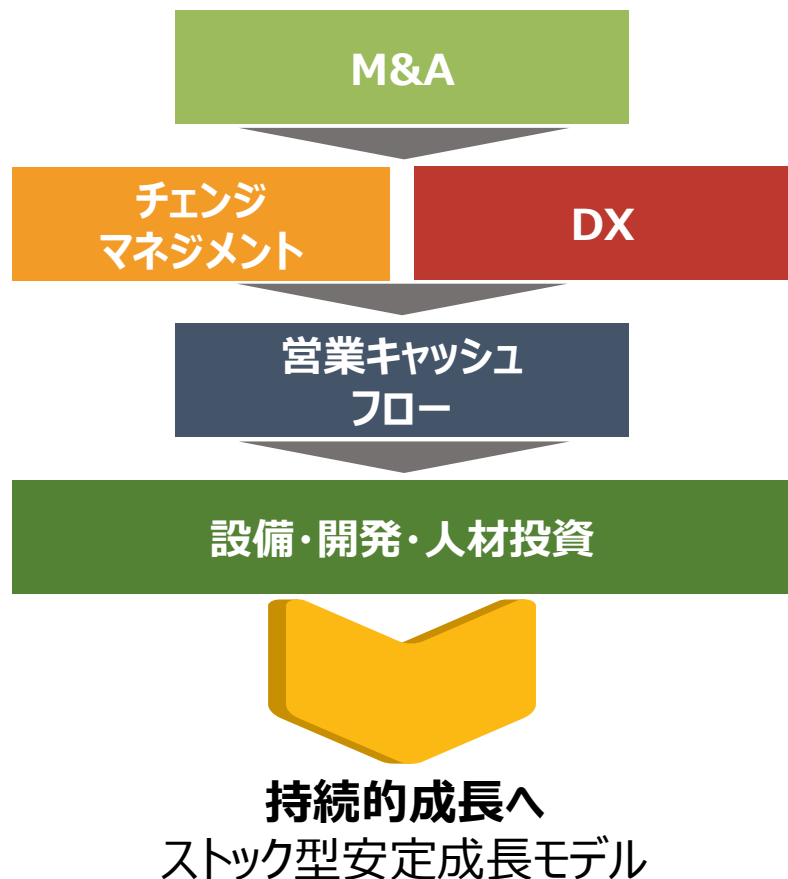 M&A
チェンジ
マネジメント
DX
営業キャッシュ
フロー
設備・開発・人材投資
持続的成長へ
ストック型安定成長モデル